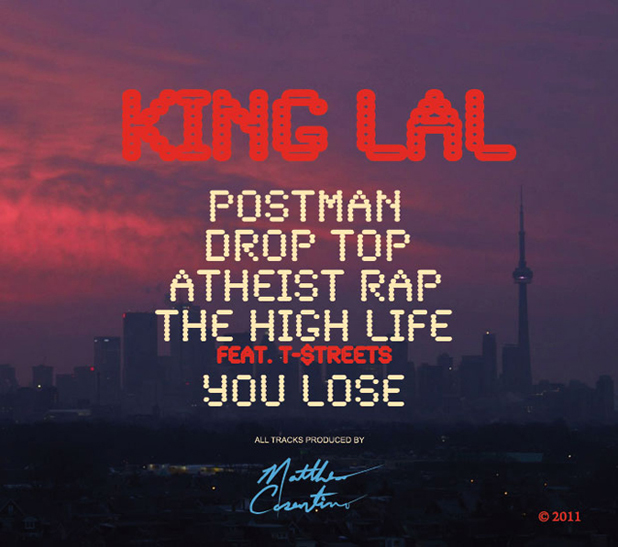 KING LAL
POSTMAN
DROP TOP
ATHEIST RAP
THE HIGH LIFE
FEAT. T-$TREETS
YOU LOSE
ALL TRACKS PRODUCED BY
Matthew
Cosentino
© 2011